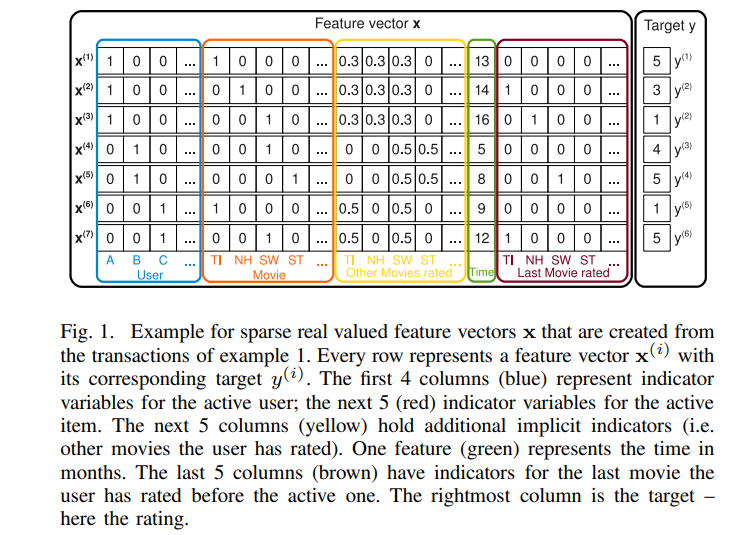 Feature vector x Target y
x(1) 1 0 0 ... 1 0 0 0 ... 0.3 0.3 0.3 0 ... 13 0 0 0 0 ... 5 y(1)
x(2) 1 0 0 ... 0 1 0 0 ... 0.3 0.3 0.3 0 ... 14 1 0 0 0 ... 3 y(2)
x(3) 1 0 0 ... 0 0 1 0 ... 0.3 0.3 0.3 0 ... 16 0 1 0 0 ... 1 y(2)
x(4) 0 1 0 ... 0 0 1 0 ... 0 0 0.5 0.5 ... 5 0 0 0 0 ... 4 y(3)
x(5) 0 1 0 ... 0 0 0 1 ... 0 0 0.5 0.5 ... 8 0 0 1 0 ... 5 y(4)
x(6) 0 0 1 ... 1 0 0 0 ... 0.5 0 0.5 0 ... 9 0 0 0 0 ... 1 y(5)
x(7) 0 0 1 ... 0 0 1 0 ... 0.5 0 0.5 0 ... 12 1 0 0 0 ... 5 y(6)
A B C ... TI NH SW ST ... TI NH SW ST ... TI NH SW ST ...
User Movie Other Movies rated Time Last Movie rated
Fig. 1. Example for sparse real valued feature vectors x that are created from
the transactions of example 1. Every row represents a feature vector x(i) with
its corresponding target y(i). The first 4 columns (blue) represent indicator
variables for the active user; the next 5 (red) indicator variables for the active
item. The next 5 columns (yellow) hold additional implicit indicators (i.e.
other movies the user has rated). One feature (green) represents the time in
months. The last 5 columns (brown) have indicators for the last movie the
user has rated before the active one. The rightmost column is the target –
here the rating.